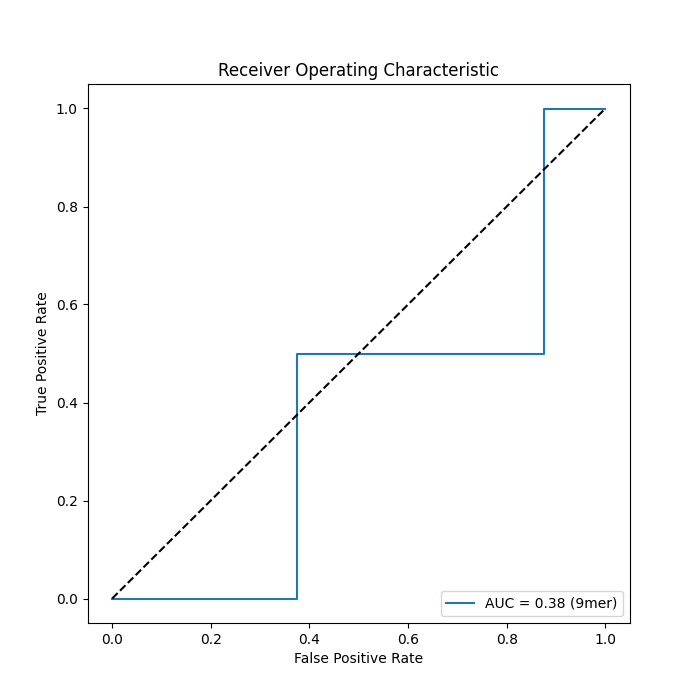 Receiver Operating Characteristic
True Positive Rate
1.0
0.8
0.6
0.4
0.2
0.0
AUC = 0.38 (9mer)
0.0 0.2 0.4 0.6 0.8 1.0
False Positive Rate